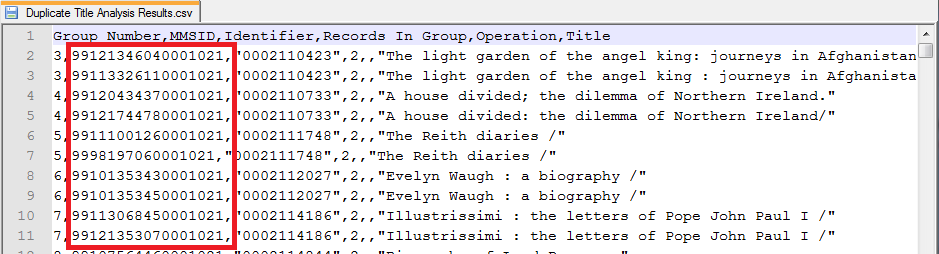 Duplicate Title Analysis Results.csv
1 Group Number,MMSID,Identifier,Records In Group,Operation,Title
2 3,99121346040001021,"0002110423",2,,"The light garden of the angel king: journeys in Afghanistan
3 3,99113326110001021,"0002110423",2,,"The light garden of the angel king : journeys in Afghanista
4 4,99120434370001021,"0002110733",2,,"A house divided; the dilemma of Northern Ireland."
5 4,99121744780001021,"0002110733",2,,"A house divided: the dilemma of Northern Ireland/"
6 5,99111001260001021,"0002111748",2,,"The Reith diaries /"
7 5,9998197060001021,"0002111748",2,,"The Reith diaries /"
8 6,99101353430001021,"0002112027",2,,"Evelyn Waugh : a biography /"
9 6,99101353450001021,"0002112027",2,,"Evelyn Waugh : a biography /"
10 7,99113068450001021,"0002114186",2,,"Illustrissimi : the letters of Pope John Paul I /"
11 7,99121353070001021,"0002114186",2,,"Illustrissimi : the letters of Pope John Paul I /"